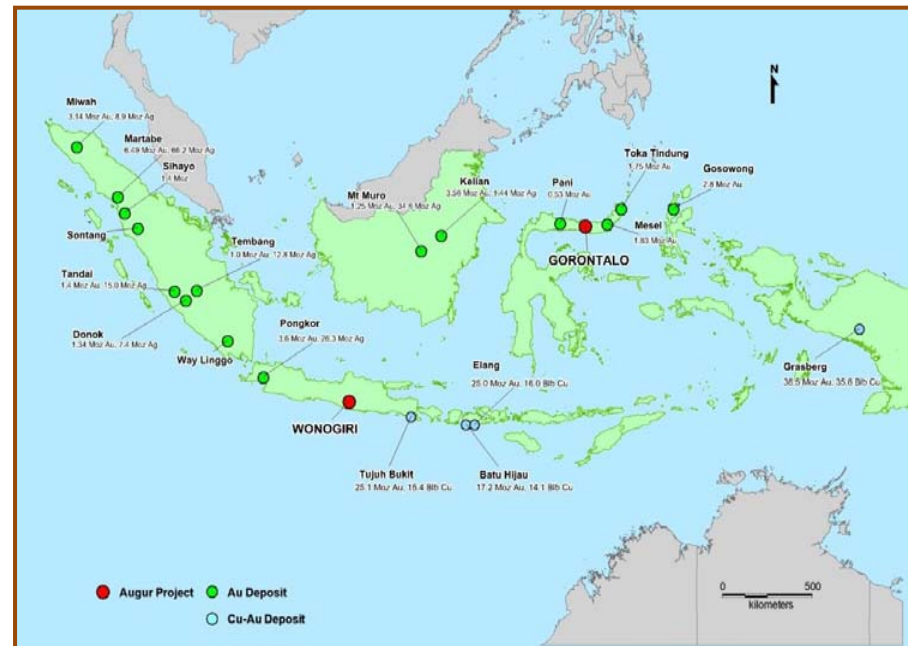 Miwah
3.14 Moz Au, 8.9 Moz Ag
Martabe
6.49 Moz Au, 66.2 Moz Ag
Sihayo
1.4 Moz
Sontang
Tandai
1.4 Moz Au, 15.0 Moz Ag
Tembang
1.0 Moz Au, 12.8 Moz Ag
Donok
1.34 Moz Au, 7.4 Moz Ag
Way Linggo
Pongkor
3.6 Moz Au, 26.3 Moz Ag
WONOGIRI
Mt Muro
1.25 Moz Au, 34.8 Moz Ag
Kelian
3.56 Moz Au, 1.44 Moz Ag
Pani
0.53 Moz Au
GORONTALO
Toka Tindung
1.75 Moz Au
Mesel
1.83 Moz Au
Gosowong
2.8 Moz Au
N
Elang
25.0 Moz Au, 16.0 Blb Cu
Tujuh Bukit
28.1 Moz Au, 15.4 Blb Cu
Batu Hijau
17.2 Moz Au, 14.1 Blb Cu
Grasberg
38.5 Moz Au, 35.6 Blb Cu
Augur Project
Au Deposit
Cu-Au Deposit
0 500
kilometers